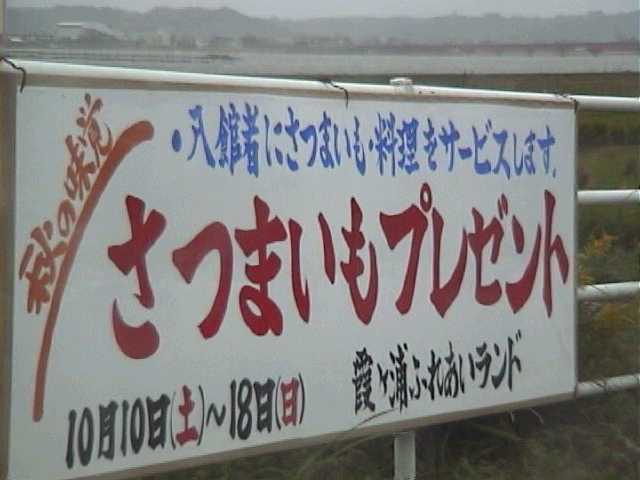 秋の味覚
・入館者にさつまいも・料理をサービスします.
さつまいもプレゼント
霞ヶ浦ふれあいランド
10月10日(土)〜18日(日)